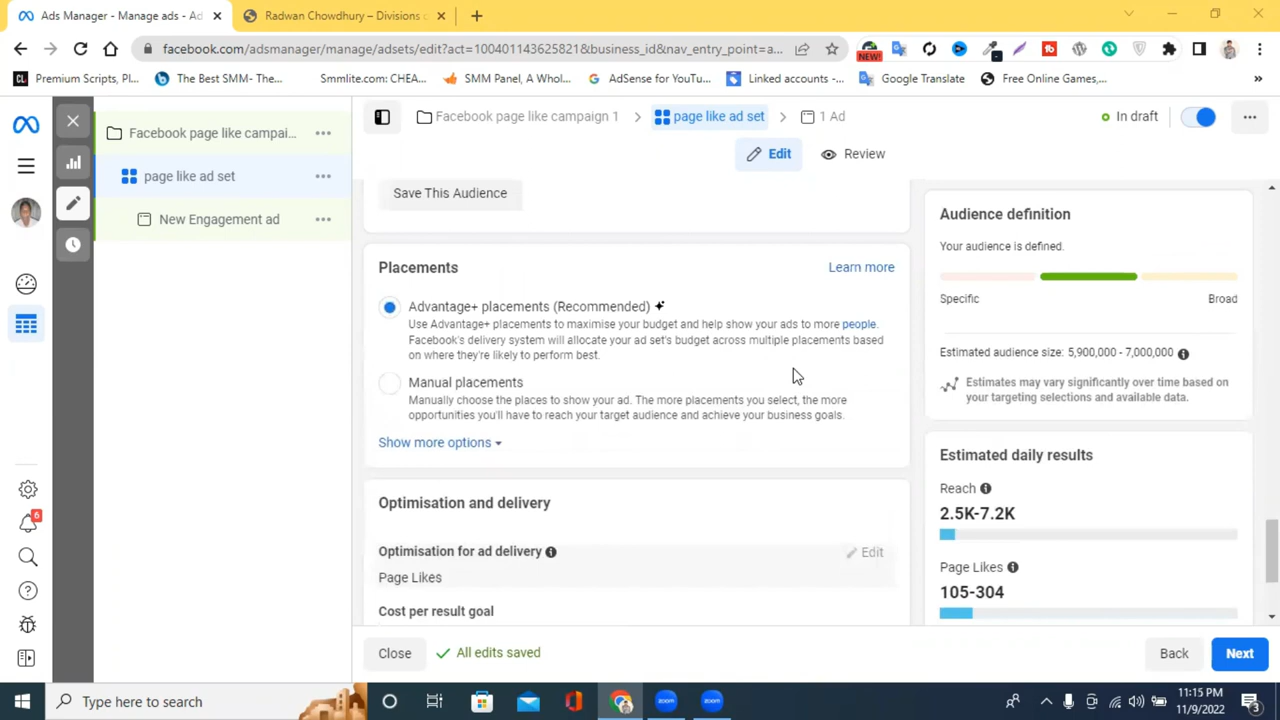 Ads Manager - Manage ads - Ad
Radwan Chowdhury – Divisions o
facebook.com/adsmanager/manage/adsets/edit?act=100401143625821&business_id&nav_entry_point=a...
NEW!
Premium Scripts, Pl...
The Best SMM- The...
Smmlite.com: CHEA...
SMM Panel, A Whol...
AdSense for YouTu...
Linked accounts -...
Google Translate
Free Online Games,...
»
Facebook page like campai...
page like ad set
New Engagement ad
6
Facebook page like campaign 1
page like ad set
1 Ad
In draft
Edit
Review
Save This Audience
Placements
Learn more
Advantage+ placements (Recommended)
Use Advantage+ placements to maximise your budget and help show your ads to more people.
Facebook's delivery system will allocate your ad set's budget across multiple placements based
on where they're likely to perform best.
Manual placements
Manually choose the places to show your ad. The more placements you select, the more
opportunities you'll have to reach your target audience and achieve your business goals.
Show more options
Optimisation and delivery
Optimisation for ad delivery
Edit
Page Likes
Cost per result goal
Audience definition
Your audience is defined.
Specific
Broad
Estimated audience size: 5,900,000 - 7,000,000
Estimates may vary significantly over time based on
your targeting selections and available data.
Estimated daily results
Reach
2.5K-7.2K
Page Likes
105-304
Close
All edits saved
Back
Next
Type here to search
zoom
zoom
11:15 PM
11/9/2022
3